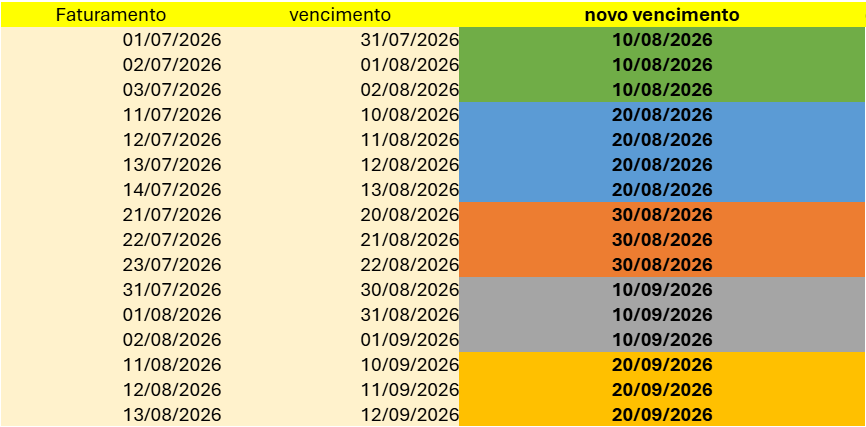 Faturamento vencimento novo vencimento
01/07/2026 31/07/2026 10/08/2026
02/07/2026 01/08/2026 10/08/2026
03/07/2026 02/08/2026 10/08/2026
11/07/2026 10/08/2026 20/08/2026
12/07/2026 11/08/2026 20/08/2026
13/07/2026 12/08/2026 20/08/2026
14/07/2026 13/08/2026 20/08/2026
21/07/2026 20/08/2026 30/08/2026
22/07/2026 21/08/2026 30/08/2026
23/07/2026 22/08/2026 30/08/2026
31/07/2026 30/08/2026 10/09/2026
01/08/2026 31/08/2026 10/09/2026
02/08/2026 01/09/2026 10/09/2026
11/08/2026 10/09/2026 20/09/2026
12/08/2026 11/09/2026 20/09/2026
13/08/2026 12/09/2026 20/09/2026